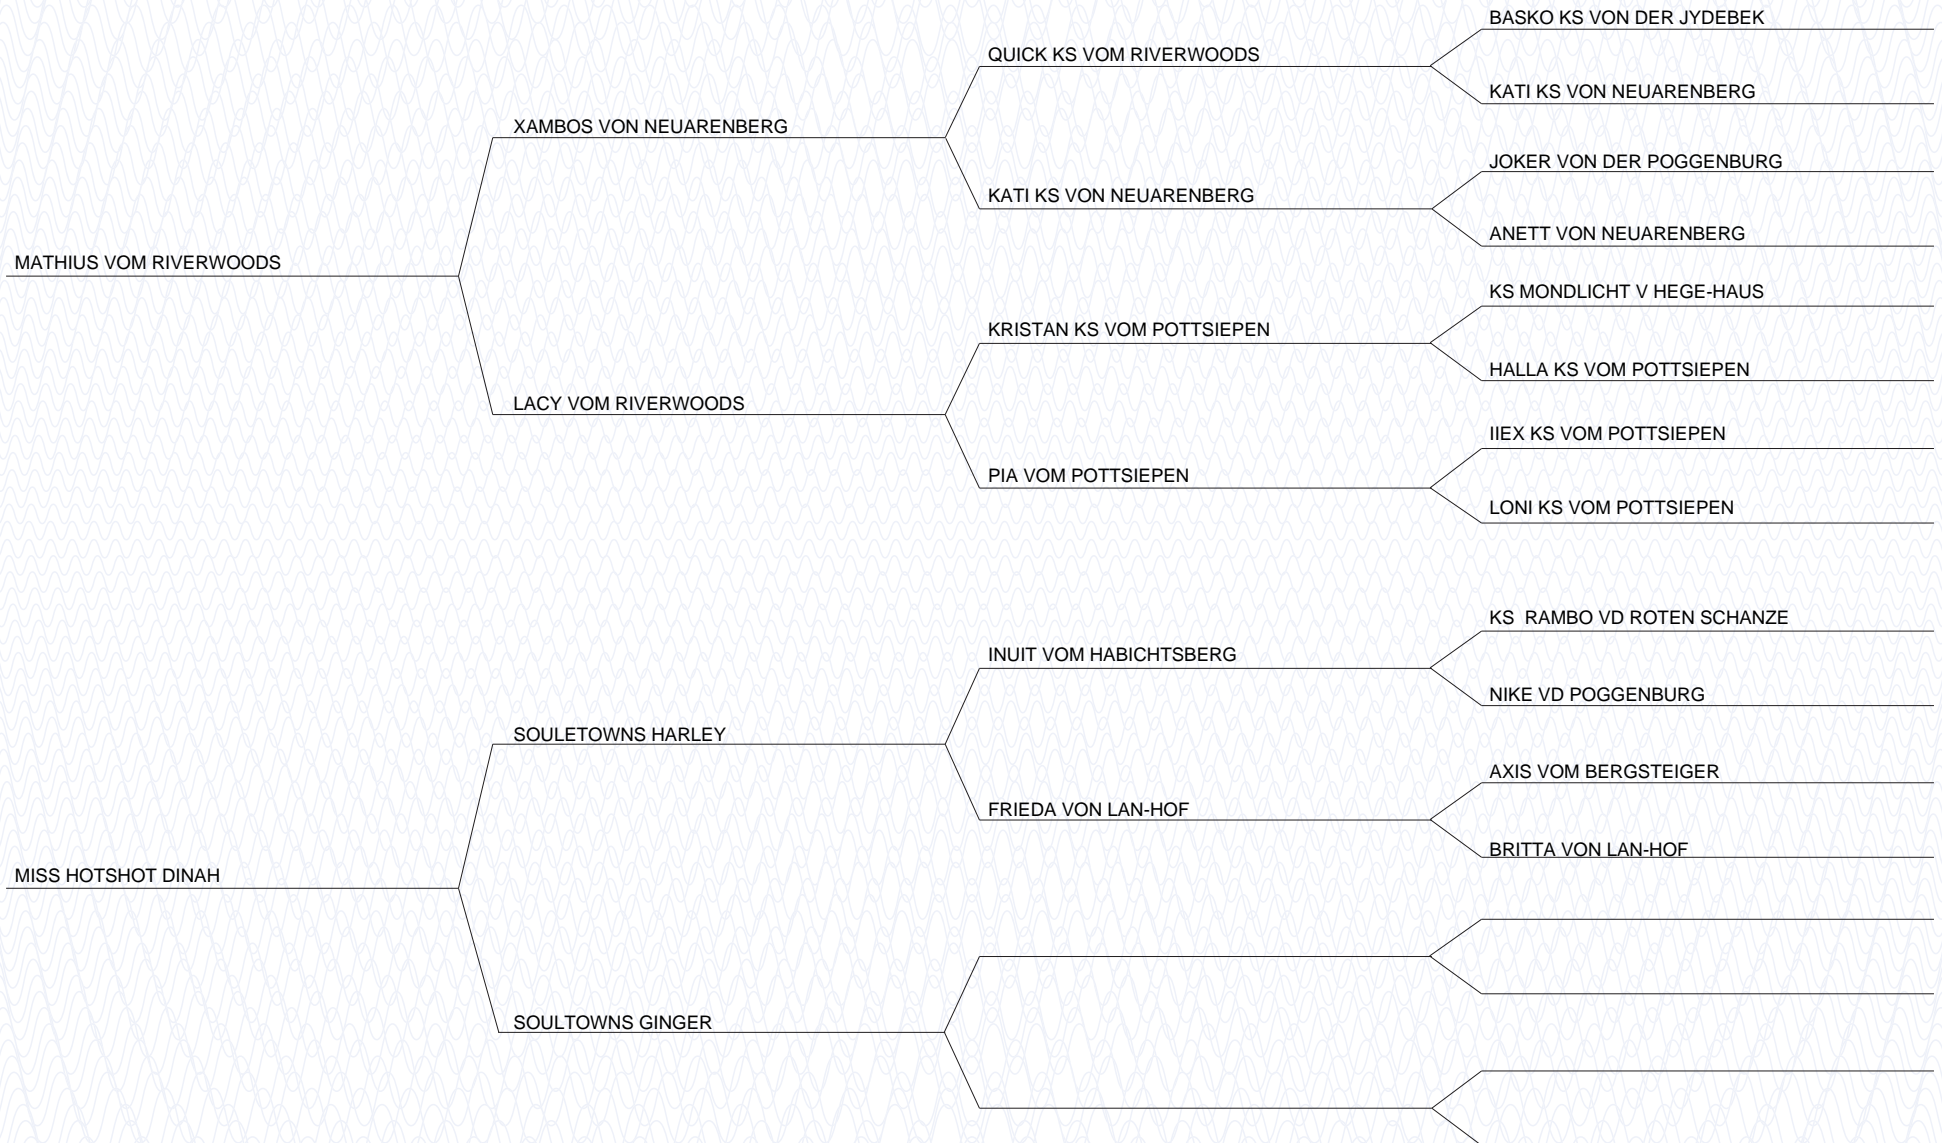 BASKO KS VON DER JYDEBEK
QUICK KS VOM RIVERWOODS
KATI KS VON NEUARENBERG
XAMBOS VON NEUARENBERG
JOKER VON DER POGGENBURG
KATI KS VON NEUARENBERG
ANETT VON NEUARENBERG
MATHIUS VOM RIVERWOODS
KS MONDLICHT V HEGE-HAUS
KRISTAN KS VOM POTTSIEPEN
HALLA KS VOM POTTSIEPEN
LACY VOM RIVERWOODS
IIEX KS VOM POTTSIEPEN
PIA VOM POTTSIEPEN
LONI KS VOM POTTSIEPEN
KS  RAMBO VD ROTEN SCHANZE
INUIT VOM HABICHTSBERG
NIKE VD POGGENBURG
SOULETOWNS HARLEY
AXIS VOM BERGSTEIGER
FRIEDA VON LAN-HOF
BRITTA VON LAN-HOF
MISS HOTSHOT DINAH
SOULTOWNS GINGER